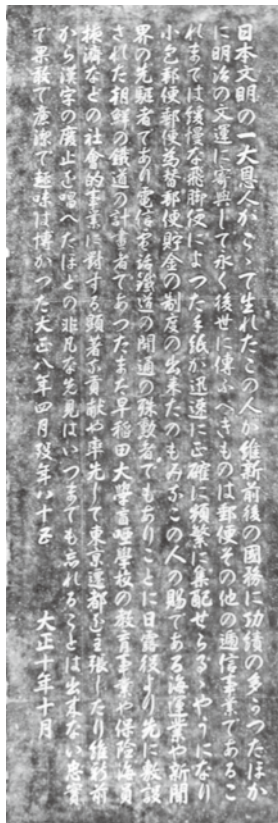 日本文明の一大恩人がこゝで生れたこの人が維新前後の國務に功績の多かつたほか
に明治の文運に寄與して永く後世に傳ふべきものは郵便その他の遞信事業であるこ
れまでは緩慢な飛脚便によつた手紙が迅速に正確に頻繁に集配せらるゝやうになり
小包郵便郵便為替郵便貯金の制度の出来たのもみなこの人の賜である海運業や新聞
界の先駆者であり電信電話鐵道の開通の殊勲者でもありことに日露役より先に敷設
された朝鮮の鐵道の計畫者であつたまた早稲田大學盲唖學校の教育事業や保険海員
掖濟などの社會的事業に對する顕著な貢献や率先して東京遷都を主張したり維新前
から漢字の廢止を唱へたほどの非凡な先見はいつまでも忘れることは出来ない忠實
で果敢で廉潔で趣味は博かつた大正八年四月歿年八十五　大正十年十月